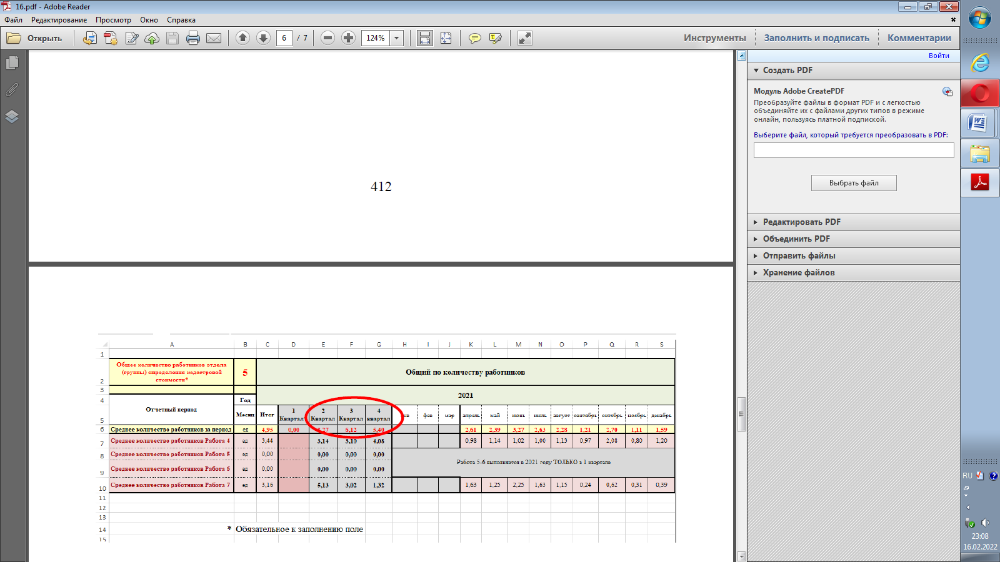 16.pdf - Adobe Reader
Файл Редактирование Просмотр Окно Справка
Открыть 6 / 7 124% Инструменты Заполнить и подписать Комментарии
Войти
Создать PDF
Модуль Adobe CreatePDF
Преобразуйте файлы в формат PDF и с легкостью
объединяйте их с файлами других типов в режиме
онлайн, пользуясь платной подпиской.
Выберите файл, который требуется преобразовать в PDF:
Выбрать файл
Редактировать PDF
Объединить PDF
Отправить файлы
Хранение файлов
412
A B C D E F G H I J K L M N O P Q R S
1
Общее количество работников отдела
(группы) определения кадастровой
стоимости*
2 5 Общий по количеству работников
3
4 Год 2021
5 Отчетный период Месяц Итог 1 Квартал 2 Квартал 3 Квартал 4 квартал фев мар апрель май июнь июль август сентябрь октябрь ноябрь декабрь
6 Среднее количество работников за период ед 4,95 0,00 6,12 5,40 2,61 2,39 3,27 2,63 2,28 1,21 2,70 1,11 1,59
7 Среднее количество работников Работа 4 ед 3,44 3,14 3,10 4,08 0,98 1,14 1,02 1,00 1,13 0,97 2,08 0,80 1,20
8 Среднее количество работников Работа 5 ед 0,00 0,00 0,00 0,00
Работа 5-6 выполняется в 2021 году ТОЛЬКО в 1 квартале
9 Среднее количество работников Работа 6 ед 0,00 0,00 0,00 0,00
10 Среднее количество работников Работа 7 ед 3,16 5,13 3,02 1,32 1,63 1,25 2,25 1,63 1,15 0,24 0,62 0,31 0,39
11
12
13
14 * Обязательное к заполнению поле
15
RU
23:08
16.02.2022